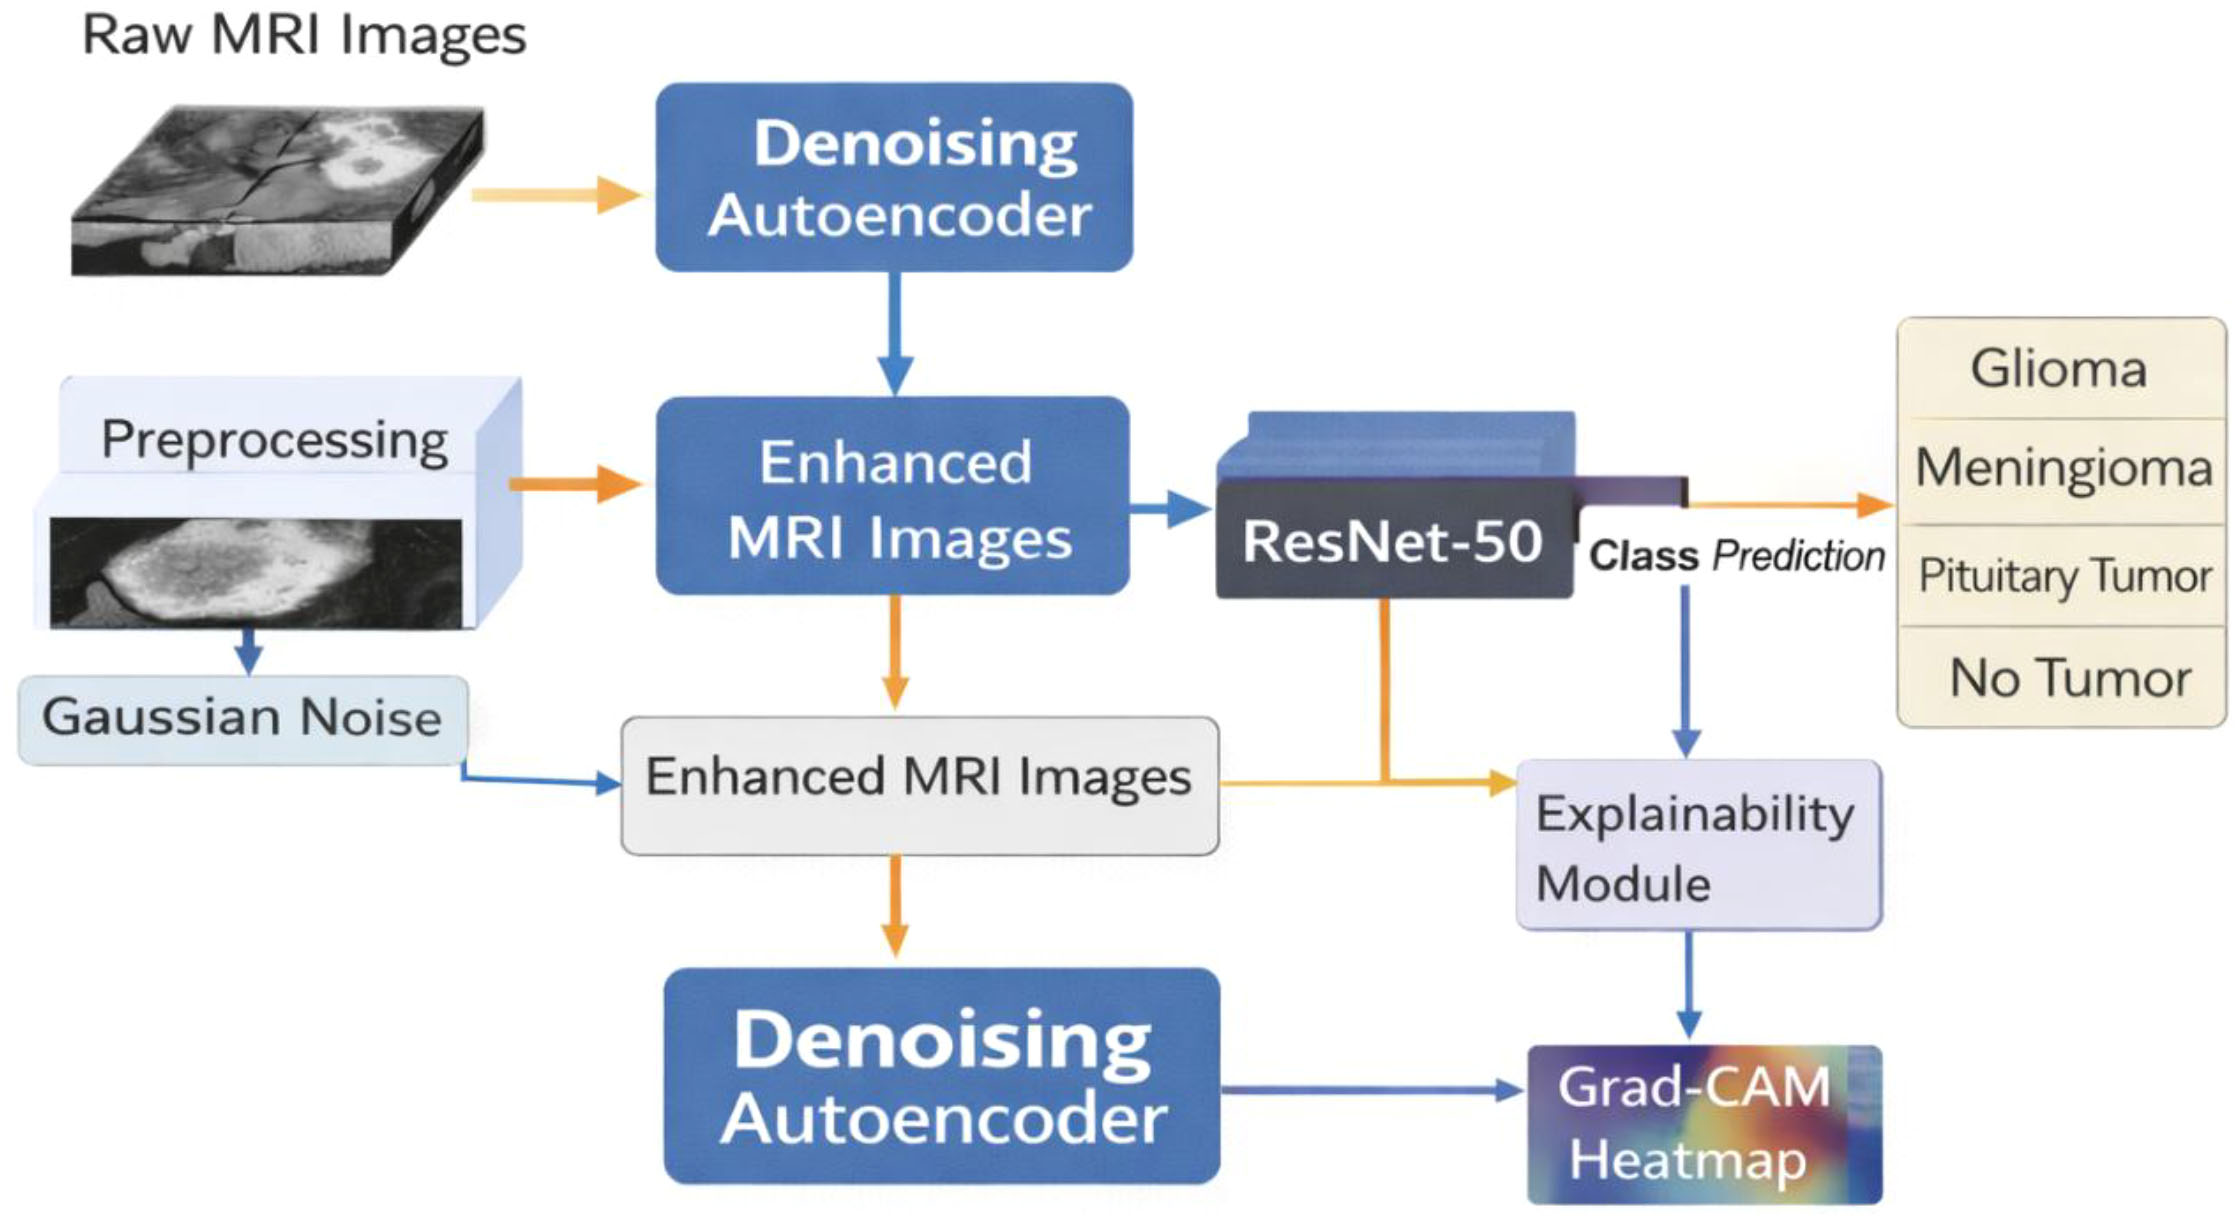 Raw MRI Images
Denoising
Autoencoder
Preprocessing
Enhanced
MRI Images
ResNet-50
Class Prediction
Glioma
Meningioma
Pituitary Tumor
No Tumor
Gaussian Noise
Enhanced MRI Images
Explainability
Module
Denoising
Autoencoder
Grad-CAM
Heatmap